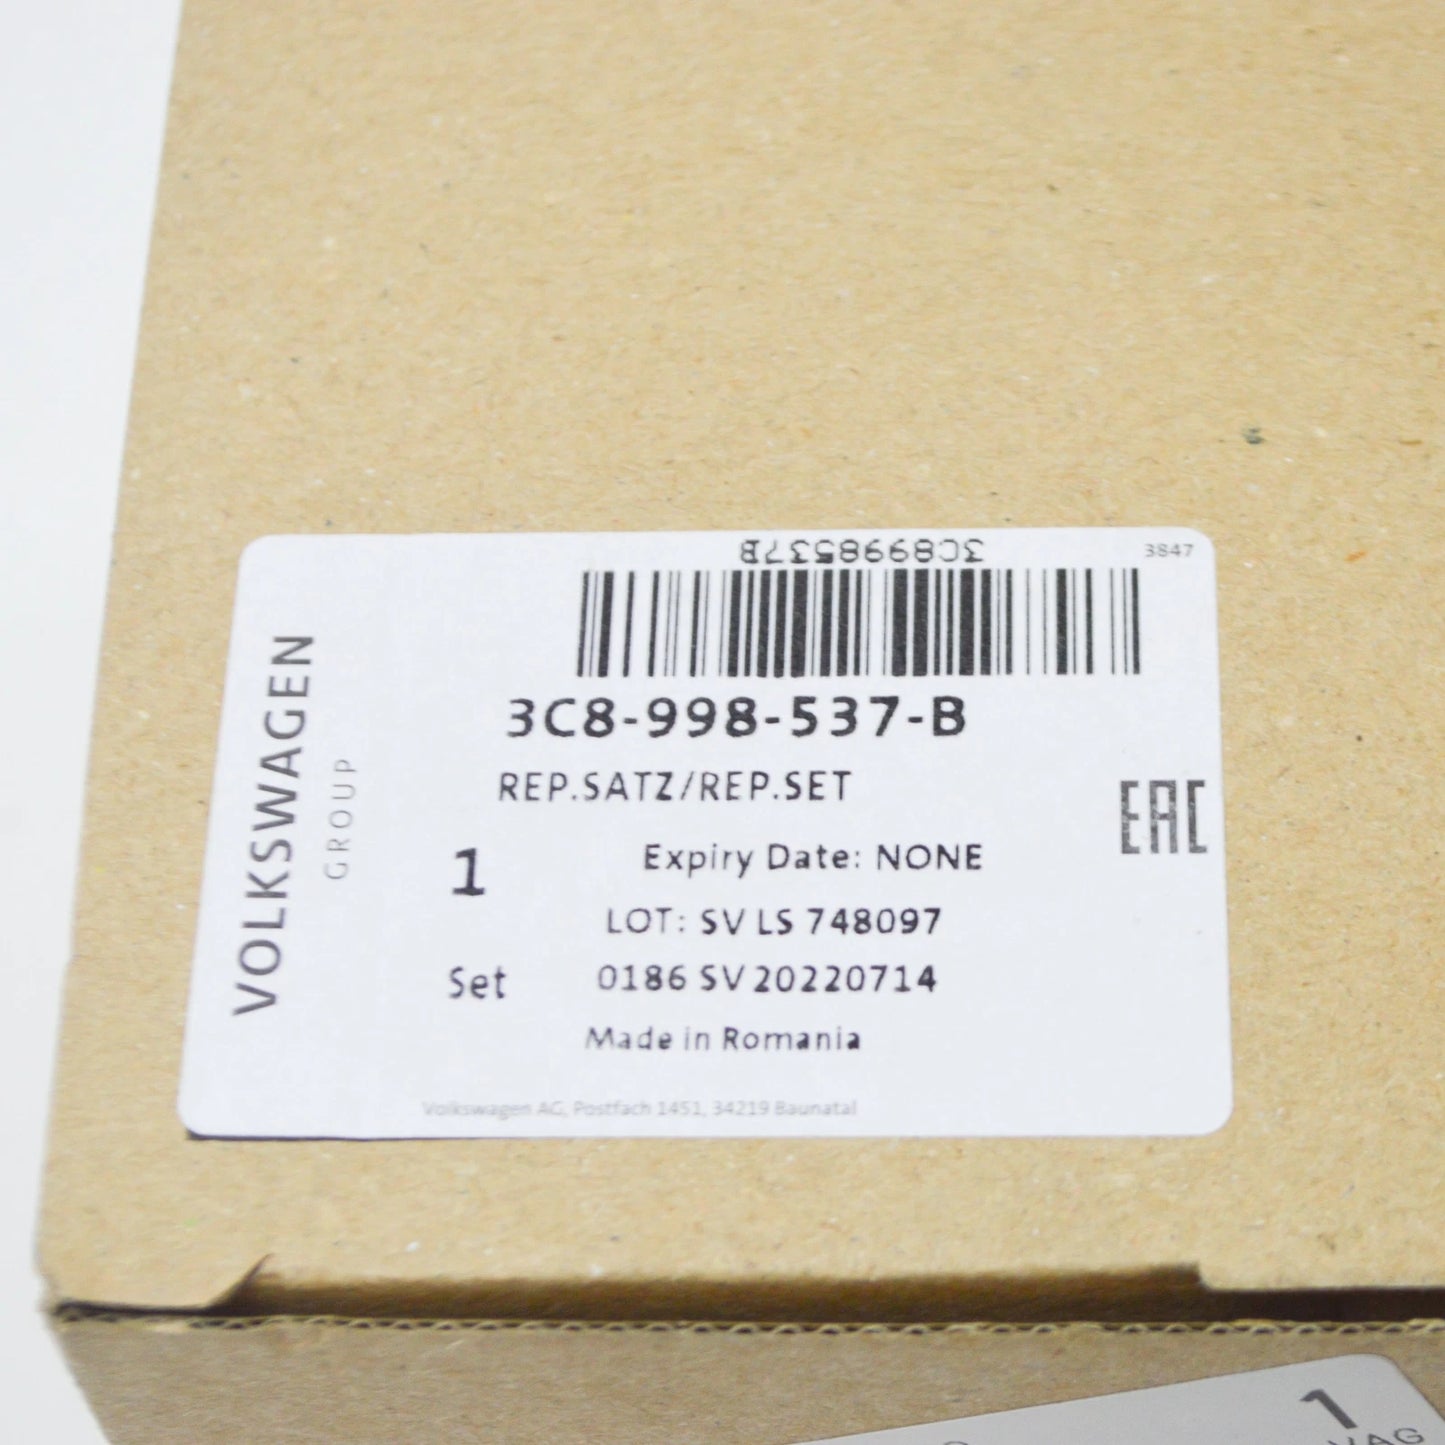 3C8998537B
3847
3C8-998-537-B
REP.SATZ/REP.SET
EAC
1
Expiry Date: NONE
LOT: SV LS 748097
Set
0186 SV 20220714
Made in Romania
Volkswagen AG, Postfach 1451, 34219 Baunatal
VOLKSWAGEN
GROUP
1
VAG